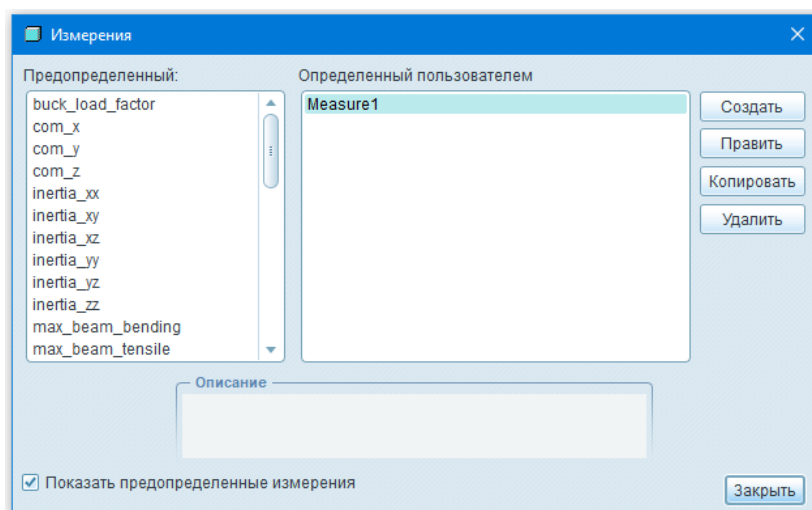 Измерения
Предопределенный:
Определенный пользователем
buck_load_factor
com_x
com_y
com_z
inertia_xx
inertia_xy
inertia_xz
inertia_yy
inertia_yz
inertia_zz
max_beam_bending
max_beam_tensile
Measure1
Создать
Править
Копировать
Удалить
Описание
Показать предопределенные измерения
Закрыть